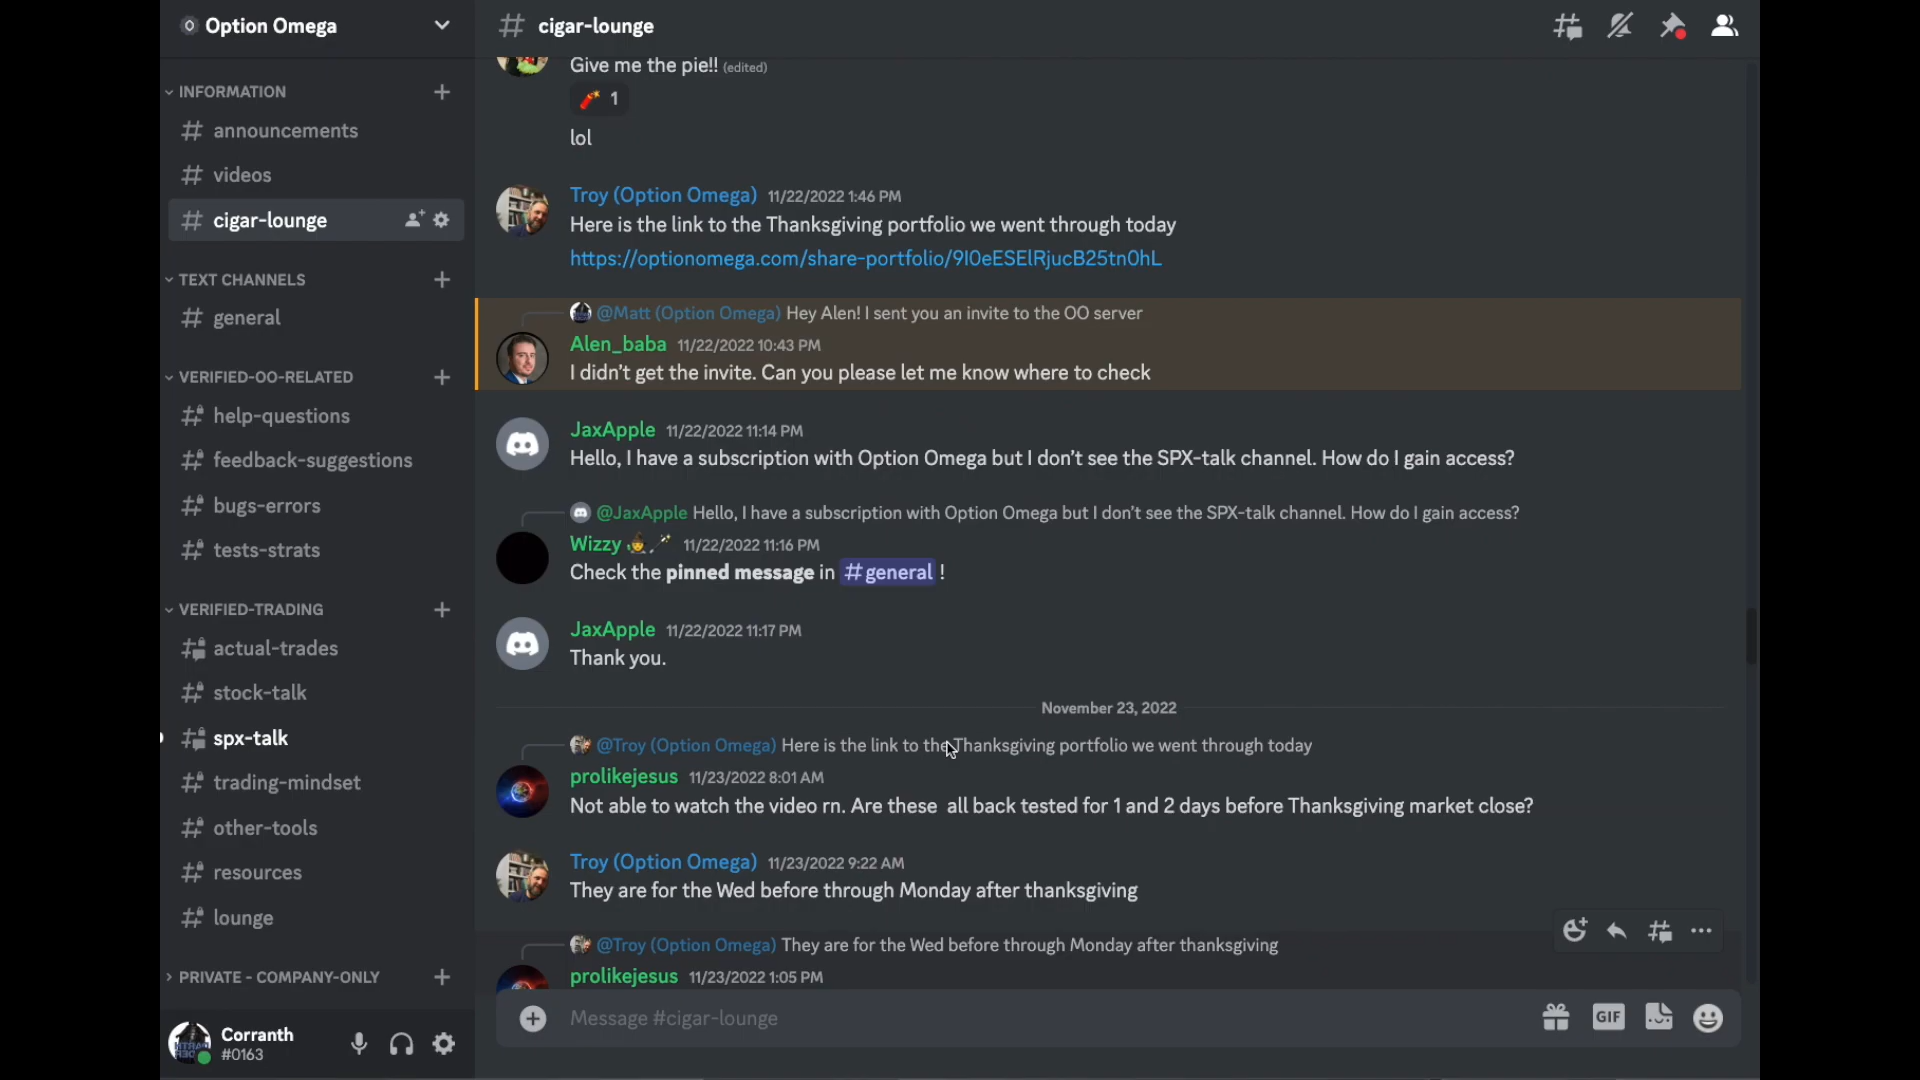 Option Omega
INFORMATION
announcements
videos
cigar-lounge
TEXT CHANNELS
general
VERIFIED-OO-RELATED
help-questions
feedback-suggestions
bugs-errors
tests-strats
VERIFIED-TRADING
actual-trades
stock-talk
spx-talk
trading-mindset
other-tools
resources
lounge
PRIVATE - COMPANY-ONLY
Corranth
#0163
cigar-lounge
Give me the pie!! (edited)
1
lol
Troy (Option Omega) 11/22/2022 1:46 PM
Here is the link to the Thanksgiving portfolio we went through today
https://optionomega.com/share-portfolio/9I0eESElRjucB25tn0hL
@Matt (Option Omega) Hey Alen! I sent you an invite to the OO server
Alen_baba 11/22/2022 10:43 PM
I didn't get the invite. Can you please let me know where to check
JaxApple 11/22/2022 11:14 PM
Hello, I have a subscription with Option Omega but I don't see the SPX-talk channel. How do I gain access?
@JaxApple Hello, I have a subscription with Option Omega but I don't see the SPX-talk channel. How do I gain access?
Wizzy 11/22/2022 11:16 PM
Check the pinned message in #general !
JaxApple 11/22/2022 11:17 PM
Thank you.
November 23, 2022
@Troy (Option Omega) Here is the link to the Thanksgiving portfolio we went through today
prolikejesus 11/23/2022 8:01 AM
Not able to watch the video rn. Are these all back tested for 1 and 2 days before Thanksgiving market close?
Troy (Option Omega) 11/23/2022 9:22 AM
They are for the Wed before through Monday after thanksgiving
@Troy (Option Omega) They are for the Wed before through Monday after thanksgiving
prolikejesus 11/23/2022 1:05 PM
Message #cigar-lounge
GIF